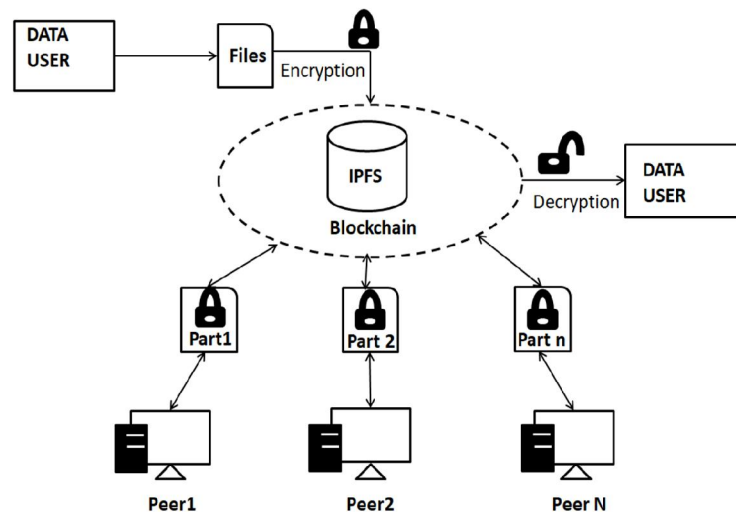 DATA
USER
Files
Encryption
IPFS
Blockchain
Decryption
DATA
USER
Part1
Part 2
Part n
Peer1
Peer2
Peer N